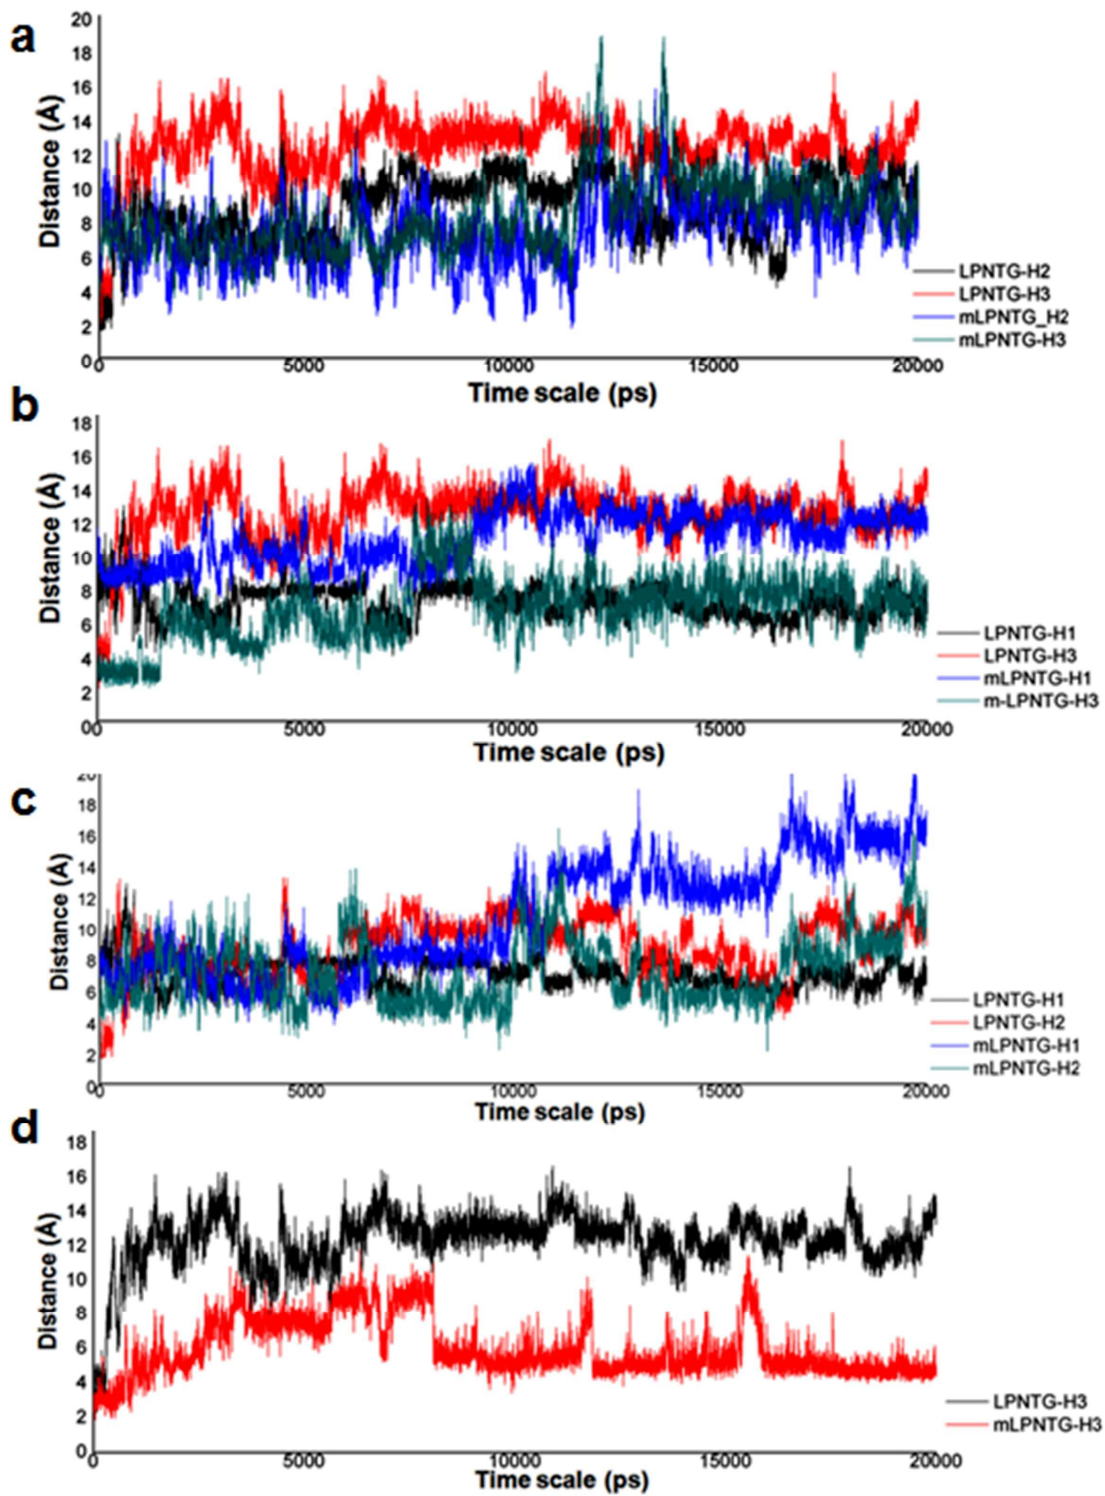 a
20
18
16
14
12
10
8
6
4
2
0
Distance (Å)
0 5000 10000 15000 20000
Time scale (ps)
LPNTG-H2
LPNTG-H3
mLPNTG_H2
mLPNTG-H3
b
18
16
14
12
10
8
6
4
2
0
Distance (Å)
0 5000 10000 15000 20000
Time scale (ps)
LPNTG-H1
LPNTG-H3
mLPNTG-H1
m-LPNTG-H3
c
20
18
16
14
12
10
8
6
4
2
0
Distance (Å)
0 5000 10000 15000 20000
Time scale (ps)
LPNTG-H1
LPNTG-H2
mLPNTG-H1
mLPNTG-H2
d
18
16
14
12
10
8
6
4
2
0
Distance (Å)
0 5000 10000 15000 20000
Time scale (ps)
LPNTG-H3
mLPNTG-H3